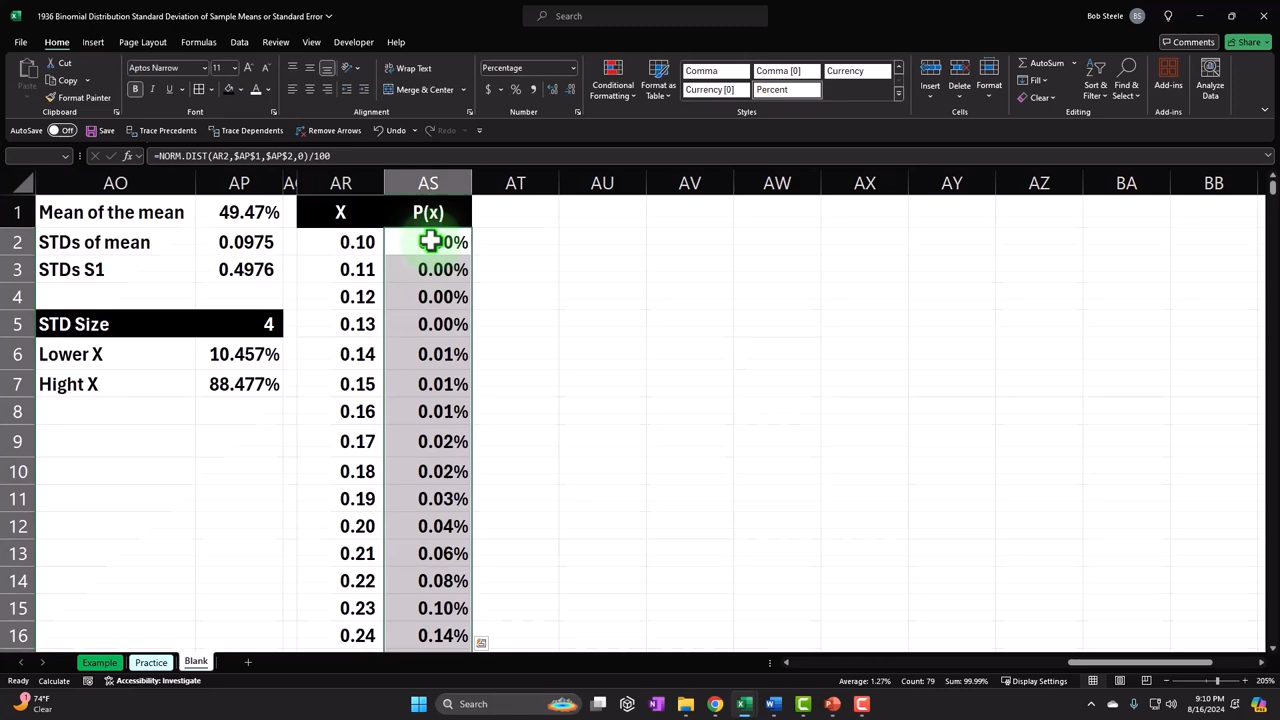 1936 Binomial Distribution Standard Deviation of Sample Means or Standard Error
Search
Bob Steele BS
File Home Insert Page Layout Formulas Data Review View Developer Help
Comments Share
Cut
Copy
Format Painter
Clipboard
Aptos Narrow 11
B I U
Font
Wrap Text
Merge & Center
Alignment
Percentage
Number
Conditional Formatting
Format as Table
Comma Comma [0] Currency
Currency [0] Percent
Styles
Insert Delete Format
Cells
AutoSum
Fill
Clear
Sort & Filter
Find & Select
Editing
Add-ins
Add-ins
Analyze Data
AutoSave Off Save Trace Precedents Trace Dependents Remove Arrows Undo Redo
fx =NORM.DIST(AR2,$AP$1,$AP$2,0)/100
AO AP AR AS AT AU AV AW AX AY AZ BA BB
1 Mean of the mean 49.47% X P(x)
2 STDs of mean 0.0975 0.10
3 STDs S1 0.4976 0.11 0.00%
4 0.12 0.00%
5 STD Size 4 0.13 0.00%
6 Lower X 10.457% 0.14 0.01%
7 Hight X 88.477% 0.15 0.01%
8 0.16 0.01%
9 0.17 0.02%
10 0.18 0.02%
11 0.19 0.03%
12 0.20 0.04%
13 0.21 0.06%
14 0.22 0.08%
15 0.23 0.10%
16 0.24 0.14%
Example Practice Blank
Ready Calculate Accessibility: Investigate Average: 1.27% Count: 79 Sum: 99.99% Display Settings 205%
74°F
Clear
Search
9:10 PM
8/16/2024